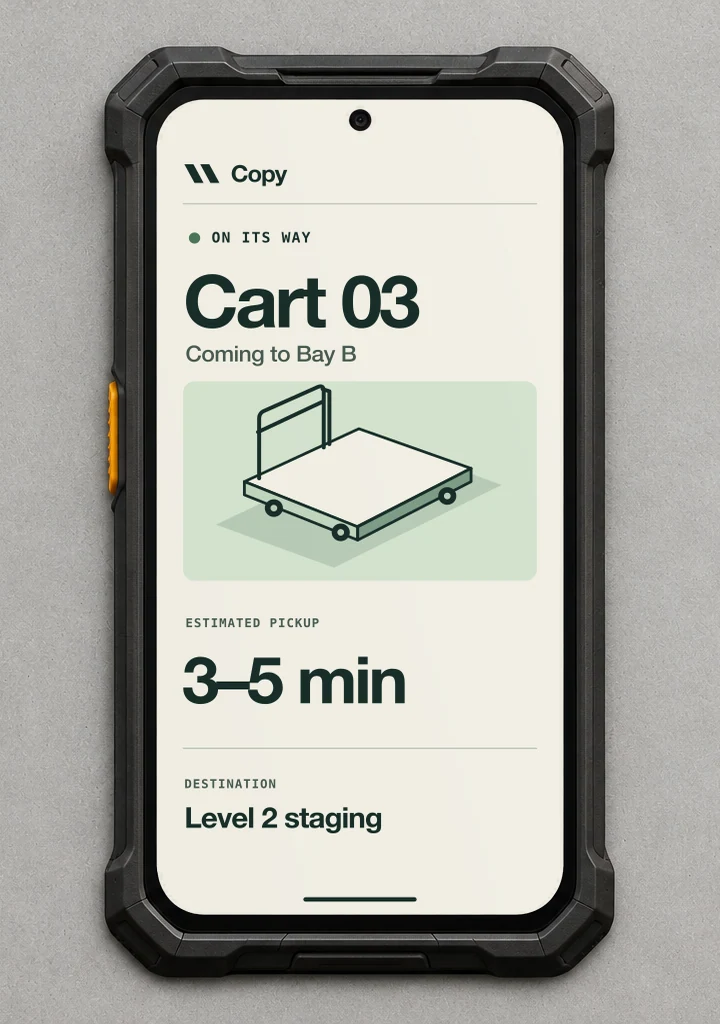 Copy
ON ITS WAY
Cart 03
Coming to Bay B
ESTIMATED PICKUP
3–5 min
DESTINATION
Level 2 staging